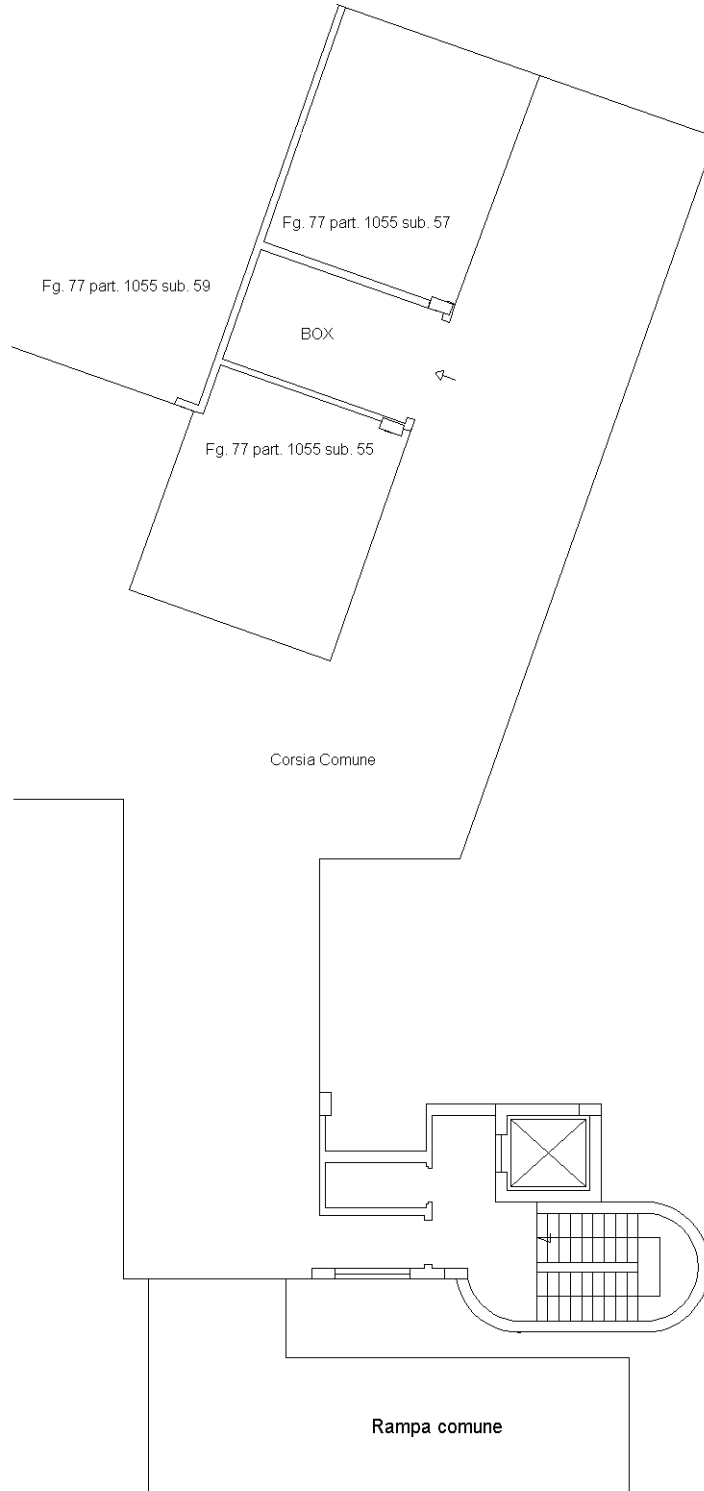 Fg. 77 part. 1055 sub. 57
Fg. 77 part. 1055 sub. 59
BOX
Fg. 77 part. 1055 sub. 55
Corsia Comune
Rampa comune